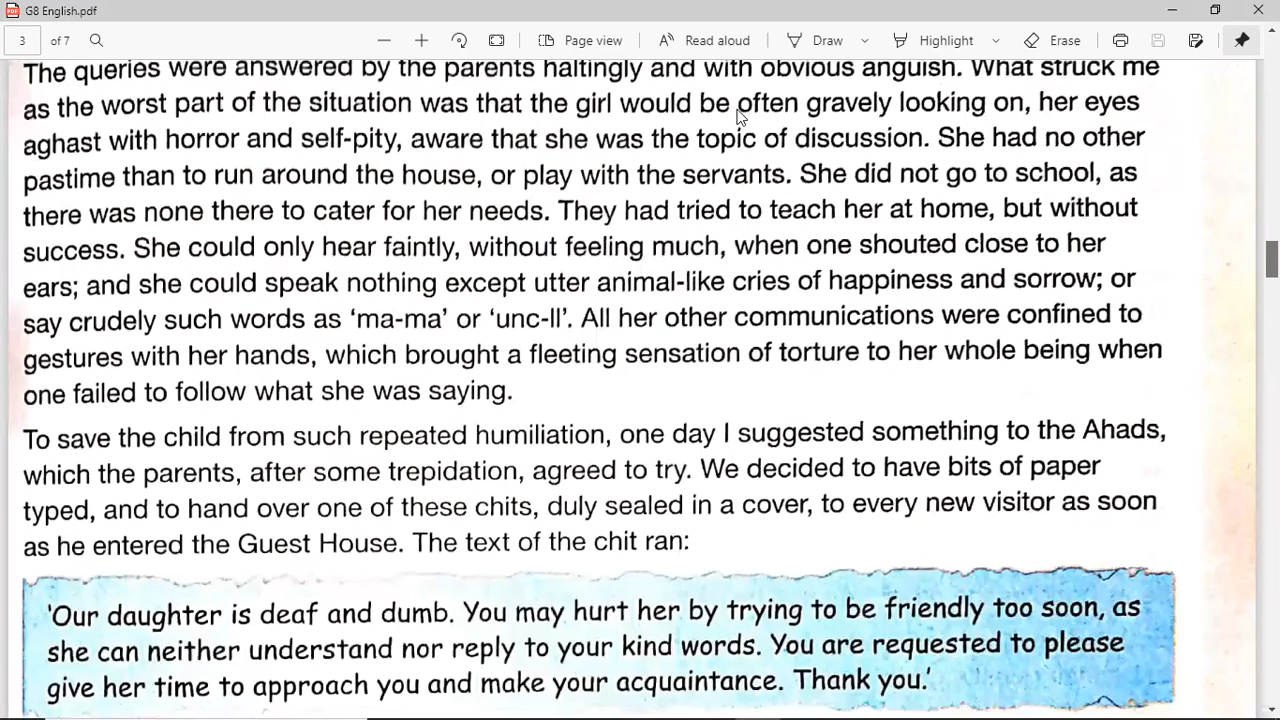 G8 English.pdf
3 of 7 Page view Read aloud Draw Highlight Erase
The queries were answered by the parents haltingly and with obvious anguish. What struck me
as the worst part of the situation was that the girl would be often gravely looking on, her eyes
aghast with horror and self-pity, aware that she was the topic of discussion. She had no other
pastime than to run around the house, or play with the servants. She did not go to school, as
there was none there to cater for her needs. They had tried to teach her at home, but without
success. She could only hear faintly, without feeling much, when one shouted close to her
ears; and she could speak nothing except utter animal-like cries of happiness and sorrow; or
say crudely such words as ‘ma-ma’ or ‘unc-ll’. All her other communications were confined to
gestures with her hands, which brought a fleeting sensation of torture to her whole being when
one failed to follow what she was saying.
To save the child from such repeated humiliation, one day I suggested something to the Ahads,
which the parents, after some trepidation, agreed to try. We decided to have bits of paper
typed, and to hand over one of these chits, duly sealed in a cover, to every new visitor as soon
as he entered the Guest House. The text of the chit ran:
‘Our daughter is deaf and dumb. You may hurt her by trying to be friendly too soon, as
she can neither understand nor reply to your kind words. You are requested to please
give her time to approach you and make your acquaintance. Thank you.’